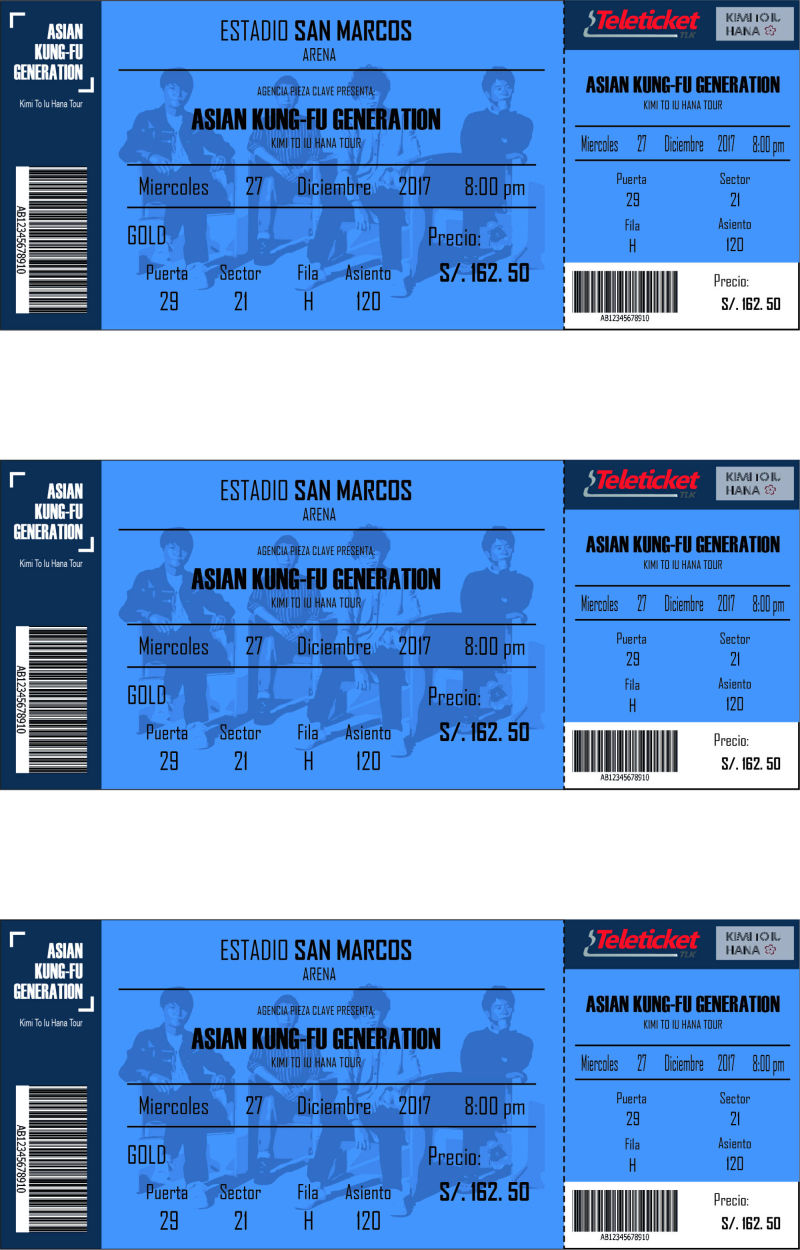 ASIAN
KUNG-FU
GENERATION
Kimi To Iu Hana Tour
AB12345678910
ESTADIO SAN MARCOS
ARENA
AGENCIA PIEZA CLAVE PRESENTA:
ASIAN KUNG-FU GENERATION
KIMI TO IU HANA TOUR
Miercoles 27 Diciembre 2017 8:00 pm
GOLD
Precio:
Puerta Sector Fila Asiento
S/. 162. 50
29 21 H 120
Teleticket
TLK
KIMI TO IU
HANA
ASIAN KUNG-FU GENERATION
KIMI TO IU HANA TOUR
Miercoles 27 Diciembre 2017 8:00 pm
Puerta Sector
29 21
Fila Asiento
H 120
Precio:
S/. 162. 50
AB12345678910
ASIAN
KUNG-FU
GENERATION
Kimi To Iu Hana Tour
AB12345678910
ESTADIO SAN MARCOS
ARENA
AGENCIA PIEZA CLAVE PRESENTA:
ASIAN KUNG-FU GENERATION
KIMI TO IU HANA TOUR
Miercoles 27 Diciembre 2017 8:00 pm
GOLD
Precio:
Puerta Sector Fila Asiento
S/. 162. 50
29 21 H 120
Teleticket
TLK
KIMI TO IU
HANA
ASIAN KUNG-FU GENERATION
KIMI TO IU HANA TOUR
Miercoles 27 Diciembre 2017 8:00 pm
Puerta Sector
29 21
Fila Asiento
H 120
Precio:
S/. 162. 50
AB12345678910
ASIAN
KUNG-FU
GENERATION
Kimi To Iu Hana Tour
AB12345678910
ESTADIO SAN MARCOS
ARENA
AGENCIA PIEZA CLAVE PRESENTA:
ASIAN KUNG-FU GENERATION
KIMI TO IU HANA TOUR
Miercoles 27 Diciembre 2017 8:00 pm
GOLD
Precio:
Puerta Sector Fila Asiento
S/. 162. 50
29 21 H 120
Teleticket
TLK
KIMI TO IU
HANA
ASIAN KUNG-FU GENERATION
KIMI TO IU HANA TOUR
Miercoles 27 Diciembre 2017 8:00 pm
Puerta Sector
29 21
Fila Asiento
H 120
Precio:
S/. 162. 50
AB12345678910